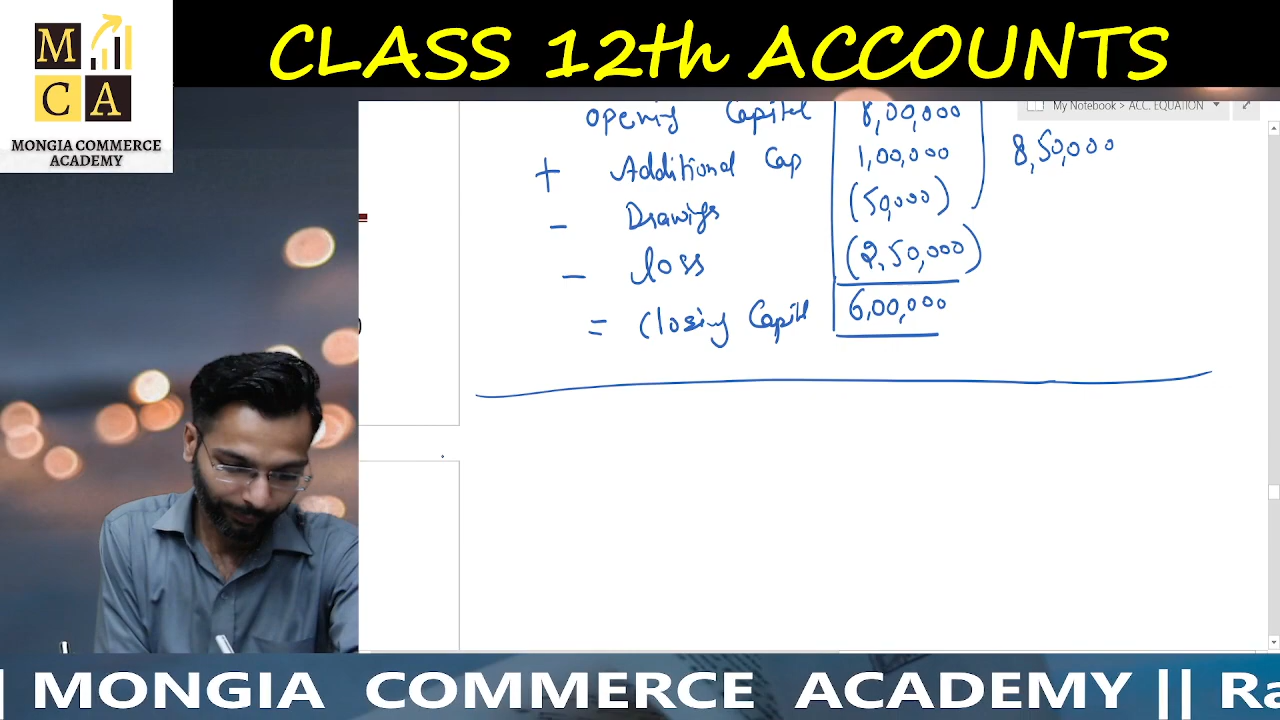 CLASS 12th ACCOUNTS
M
C A
MONGIA COMMERCE
ACADEMY
My Notebook > ACC. EQUATION
opening Capital 8,00,000
+ Additional Cap 1,00,000 8,50,000
- Drawings (50,000)
- loss (2,50,000)
= Closing Capital 6,00,000
|| MONGIA COMMERCE ACADEMY || Ra